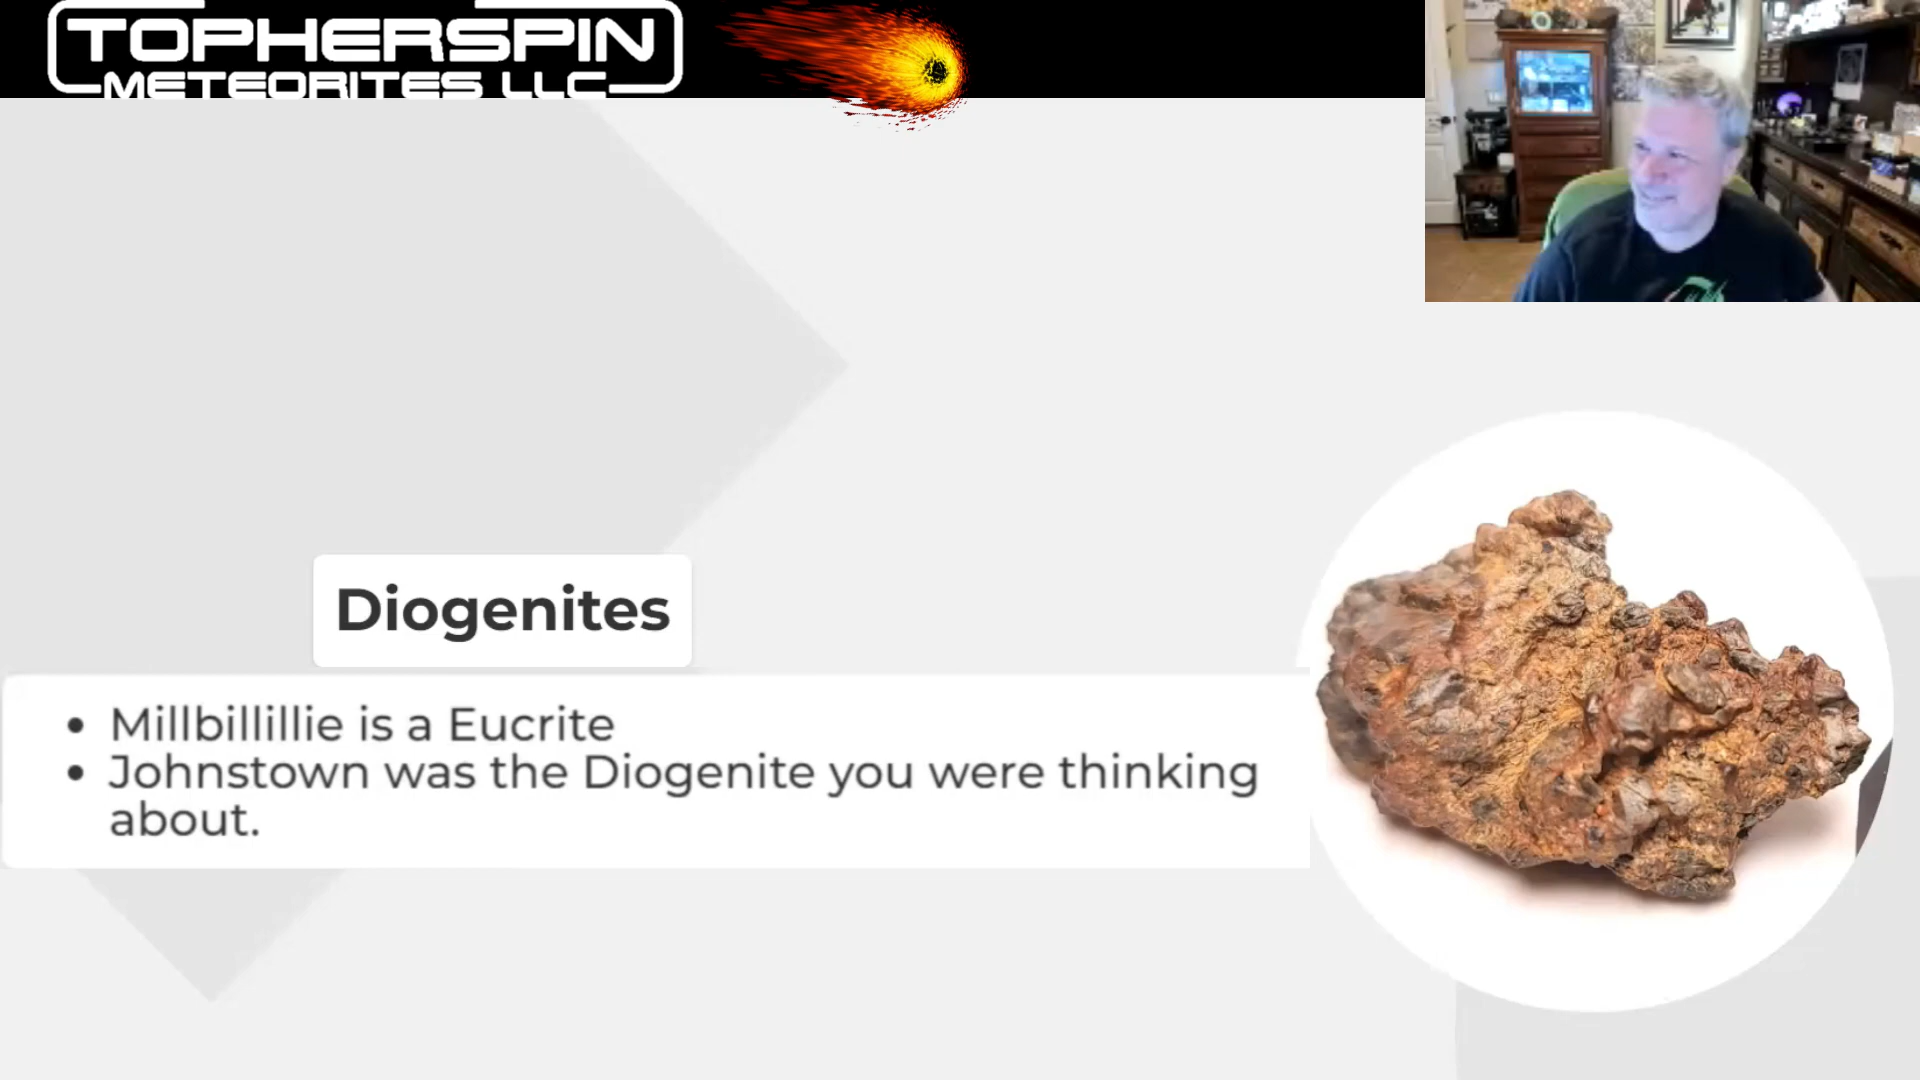 TOPHERSPIN
METEORITES LLC
Diogenites
• Millbillillie is a Eucrite
• Johnstown was the Diogenite you were thinking
about.